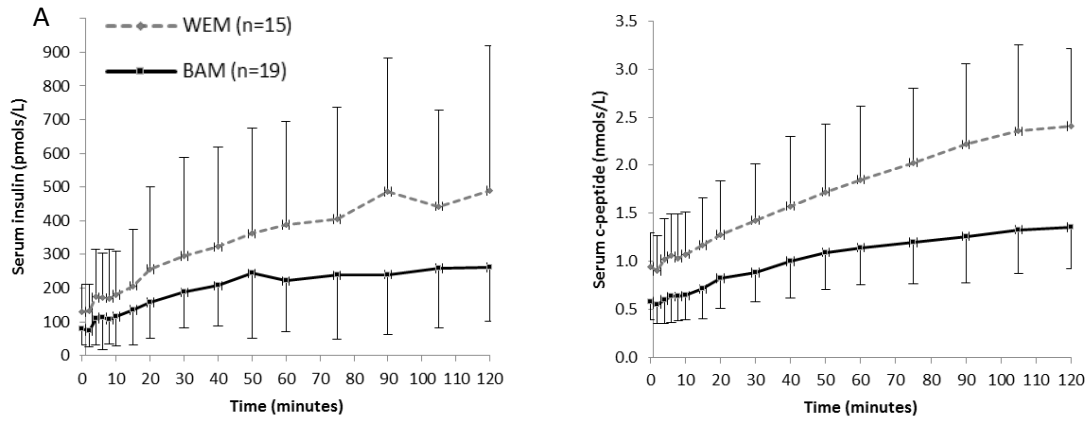 A
WEM (n=15)
BAM (n=19)
Serum insulin (pmols/L)
900
800
700
600
500
400
300
200
100
0
0 10 20 30 40 50 60 70 80 90 100 110 120
Time (minutes)
Serum c-peptide (nmols/L)
3.5
3.0
2.5
2.0
1.5
1.0
0.5
0.0
0 10 20 30 40 50 60 70 80 90 100 110 120
Time (minutes)